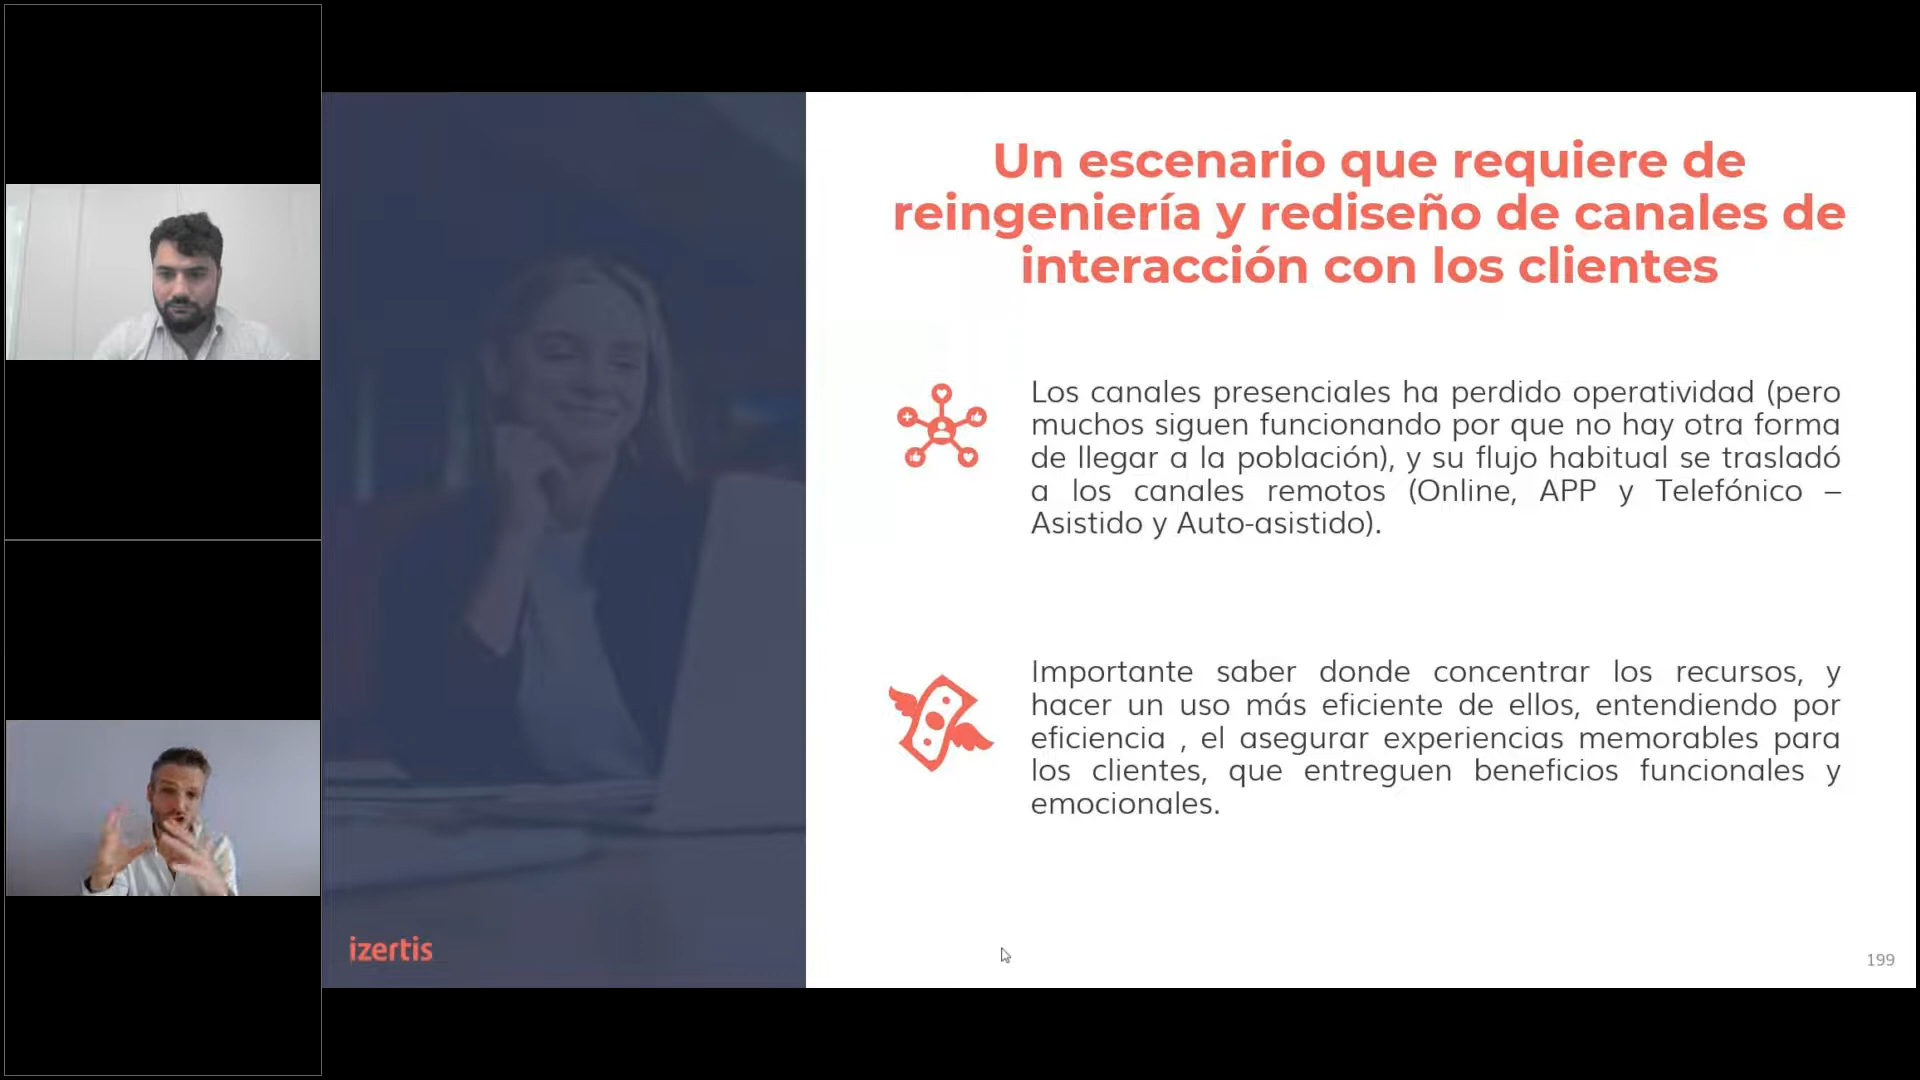 Un escenario que requiere de
reingeniería y rediseño de canales de
interacción con los clientes
Los canales presenciales ha perdido operatividad (pero
muchos siguen funcionando por que no hay otra forma
de llegar a la población), y su flujo habitual se trasladó
a los canales remotos (Online, APP y Telefónico –
Asistido y Auto-asistido).
Importante saber donde concentrar los recursos, y
hacer un uso más eficiente de ellos, entendiendo por
eficiencia , el asegurar experiencias memorables para
los clientes, que entreguen beneficios funcionales y
emocionales.
izertis
199